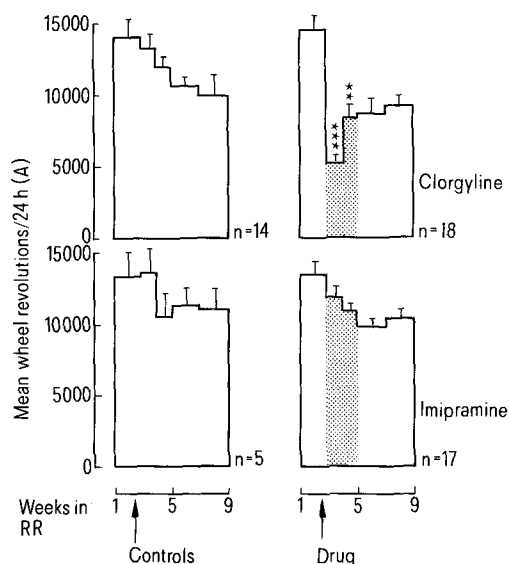 15000
10000
5000
0
n=14
★★★
★★
Clorgyline
n=18
Mean wheel revolutions/24 h (A)
15000
10000
5000
0
n=5
Imipramine
n=17
Weeks in RR
1 5 9
1 5 9
Controls
Drug